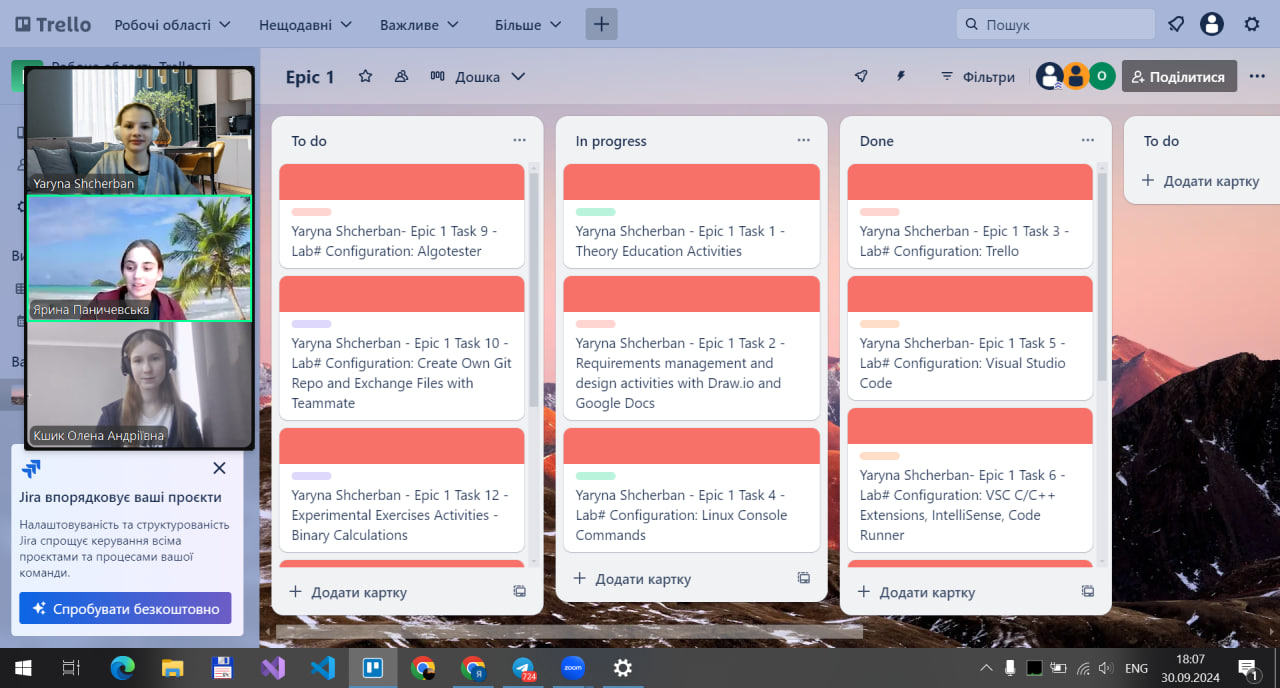 Trello
Робочі області
Нещодавні
Важливе
Більше
Пошук
Epic 1
Дошка
Фільтри
O
Поділитися
Yaryna Shcherban
Ярина Паничевська
Кшик Олена Андріївна
Jira впорядковує ваші проєкти
Налаштовуваність та структурованість
Jira спрощує керування всіма
проєктами та процесами вашої
команди.
Спробувати безкоштовно
To do
Yaryna Shcherban- Epic 1 Task 9 -
Lab# Configuration: Algotester
Yaryna Shcherban - Epic 1 Task 10 -
Lab# Configuration: Create Own Git
Repo and Exchange Files with
Teammate
Yaryna Shcherban - Epic 1 Task 12 -
Experimental Exercises Activities -
Binary Calculations
Додати картку
In progress
Yaryna Shcherban - Epic 1 Task 1 -
Theory Education Activities
Yaryna Shcherban - Epic 1 Task 2 -
Requirements management and
design activities with Draw.io and
Google Docs
Yaryna Shcherban - Epic 1 Task 4 -
Lab# Configuration: Linux Console
Commands
Додати картку
Done
Yaryna Shcherban - Epic 1 Task 3 -
Lab# Configuration: Trello
Yaryna Shcherban - Epic 1 Task 5 -
Lab# Configuration: Visual Studio
Code
Yaryna Shcherban- Epic 1 Task 6 -
Lab# Configuration: VSC C/C++
Extensions, IntelliSense, Code
Runner
Додати картку
To do
Додати картку
Я
724
zoom
ENG
18:07
30.09.2024
1